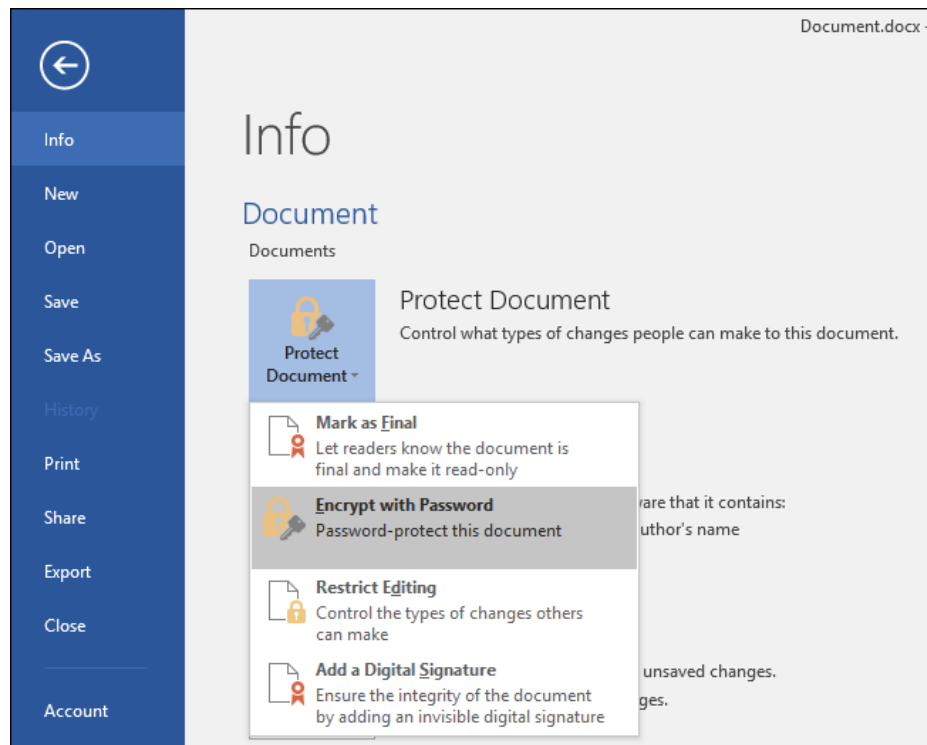 Document.docx -
Info
New
Open
Save
Save As
History
Print
Share
Export
Close
Account
Info
Document
Documents
Protect
Document
Protect Document
Control what types of changes people can make to this document.
Mark as Final
Let readers know the document is
final and make it read-only
Encrypt with Password
Password-protect this document
Restrict Editing
Control the types of changes others
can make
Add a Digital Signature
Ensure the integrity of the document
by adding an invisible digital signature
that it contains:
name
unsaved changes.